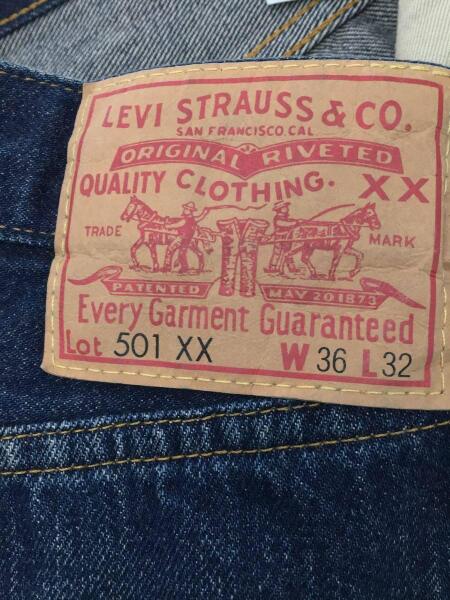 LEVI STRAUSS & CO.
SAN FRANCISCO, CAL
ORIGINAL RIVETED
QUALITY CLOTHING. XX
TRADE MARK
PATENTED MAY 20 1873
Every Garment Guaranteed
Lot 501 XX W 36 L 32